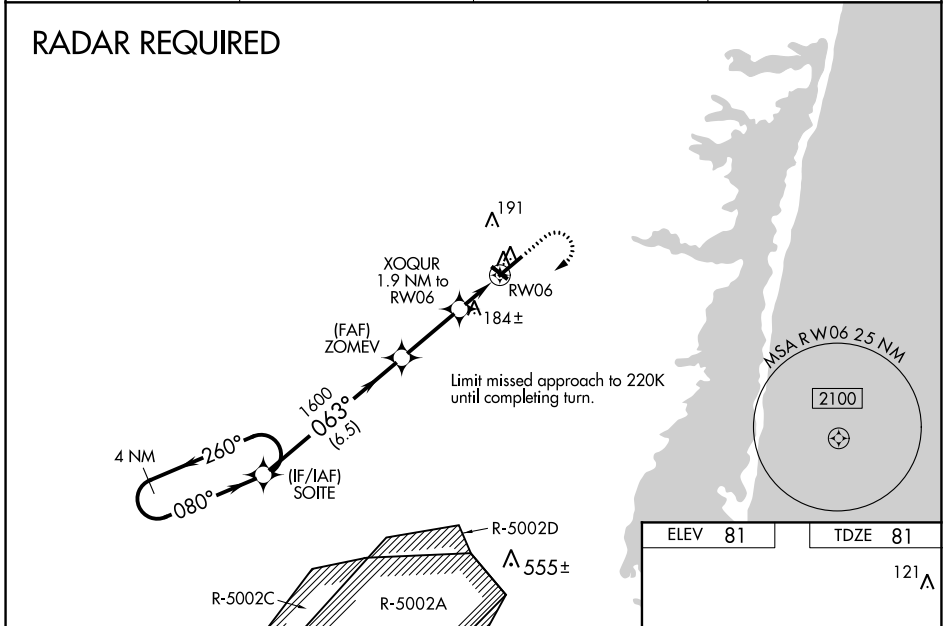 RADAR REQUIRED
191
XOQUR
1.9 NM to
RW06
RW06
184±
(FAF)
ZOMEV
MSA RW06 25 NM
2100
Limit missed approach to 220K
until completing turn.
1600
063°
(6.5)
4 NM
260°
080°
(IF/IAF)
SOITE
R-5002D
555±
R-5002C
R-5002A
ELEV 81
TDZE 81
121